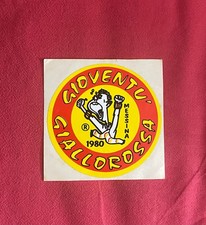 GIOVENTU'
MESSINA
®
1980
GIALLOROSSA